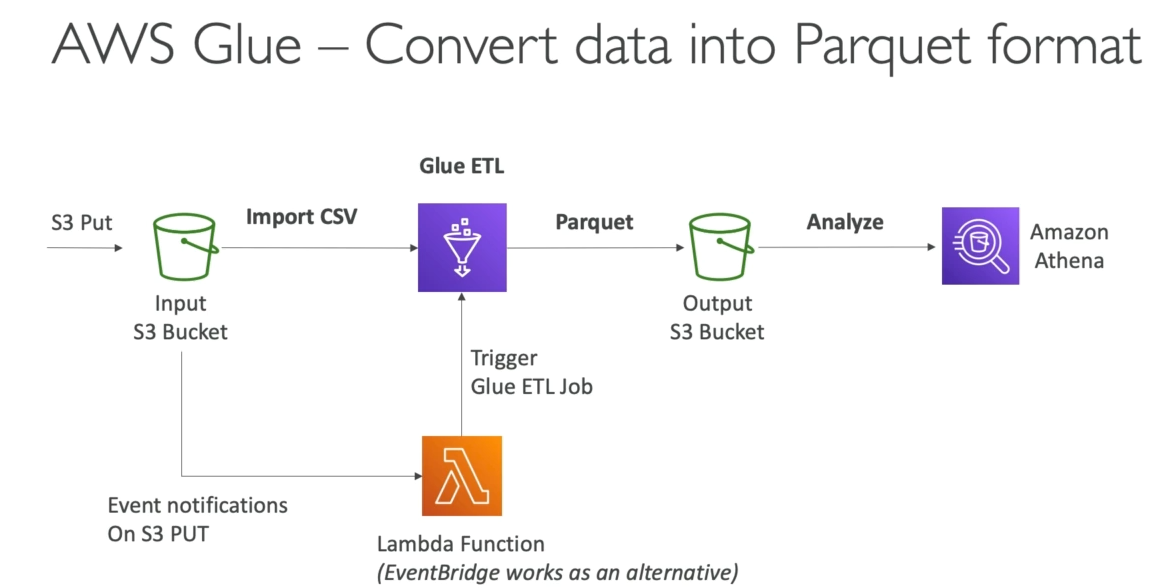 AWS Glue – Convert data into Parquet format
Glue ETL
S3 Put
Import CSV
Parquet
Analyze
Amazon
Athena
Input
S3 Bucket
Output
S3 Bucket
Trigger
Glue ETL Job
Event notifications
On S3 PUT
Lambda Function
(EventBridge works as an alternative)